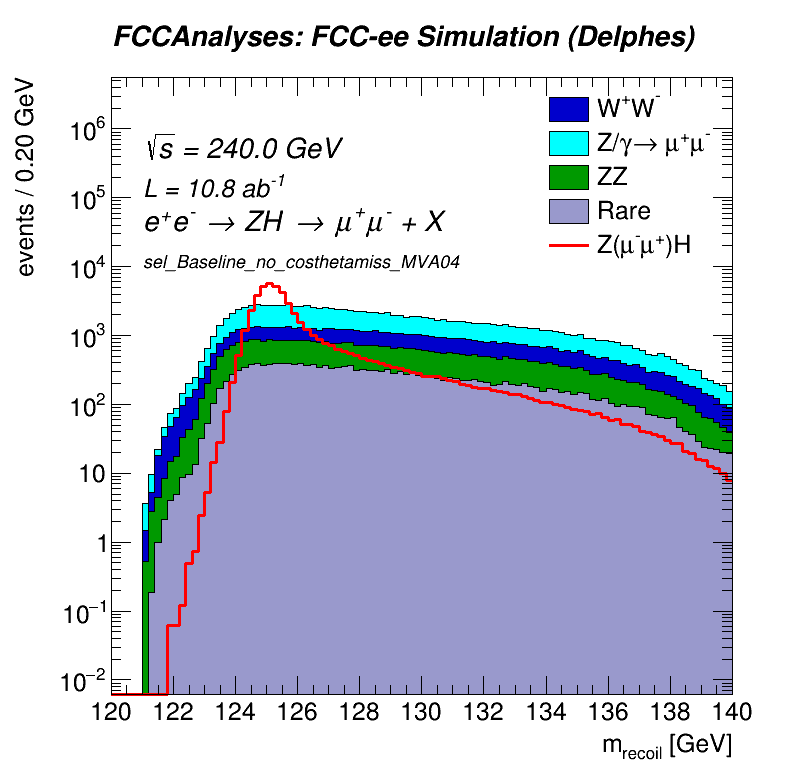 FCCAnalyses: FCC-ee Simulation (Delphes)
events / 0.20 GeV
10⁶
10⁵
10⁴
10³
10²
10
1
10⁻¹
10⁻²
√s = 240.0 GeV
L = 10.8 ab⁻¹
e⁺e⁻ → ZH → μ⁺μ⁻ + X
sel_Baseline_no_costhetamiss_MVA04
W⁺W⁻
Z/γ→ μ⁺μ⁻
ZZ
Rare
Z(μ⁻μ⁺)H
120 122 124 126 128 130 132 134 136 138 140
m_recoil [GeV]